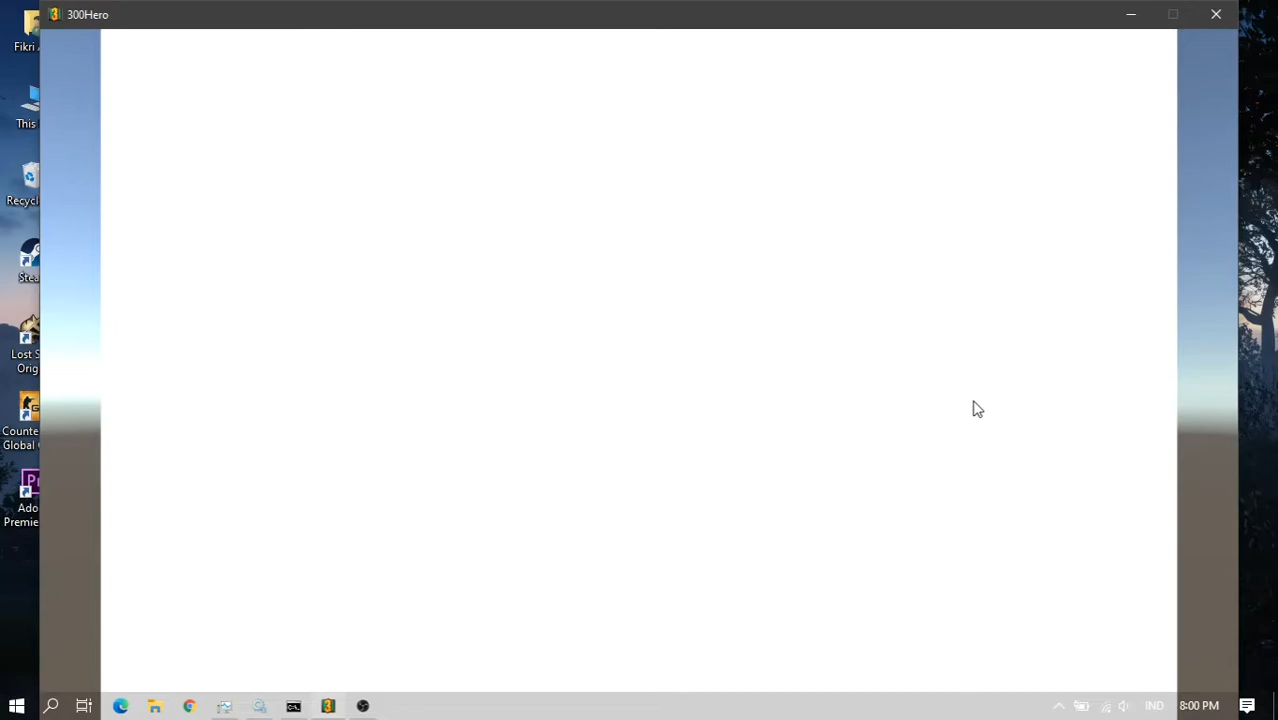 300Hero
Fikri
This
Recycl
Stea
Lost S
Orig
Counte
Global
Ado
Premie
IND
8:00 PM